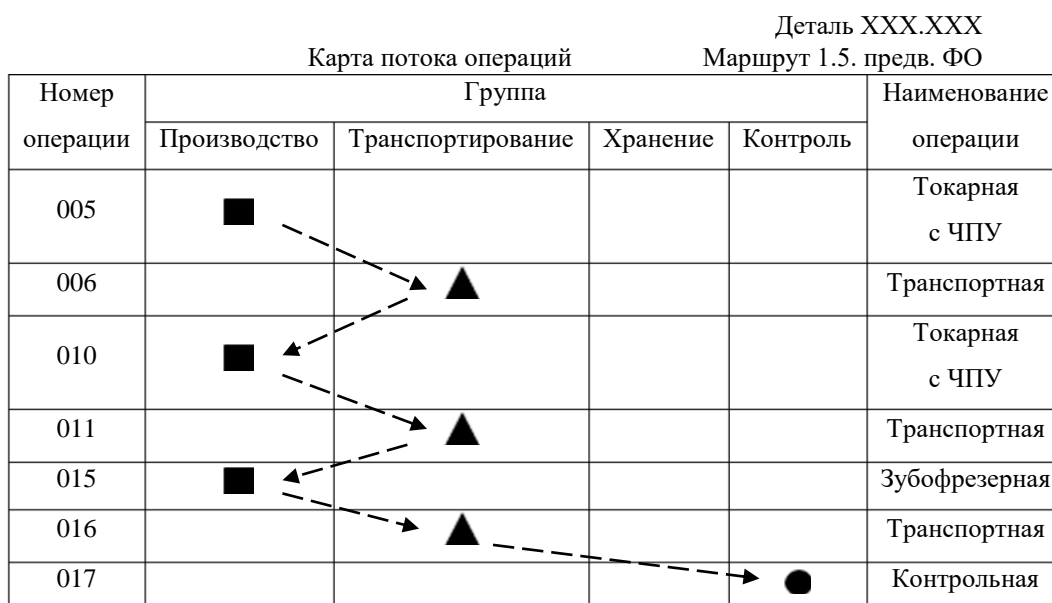 Деталь XXX.XXX
Карта потока операций Маршрут 1.5. предв. ФО
Номер операции Группа Наименование операции
Производство Транспортирование Хранение Контроль
005 Токарная
с ЧПУ
006 Транспортная
010 Токарная
с ЧПУ
011 Транспортная
015 Зубофрезерная
016 Транспортная
017 Контрольная